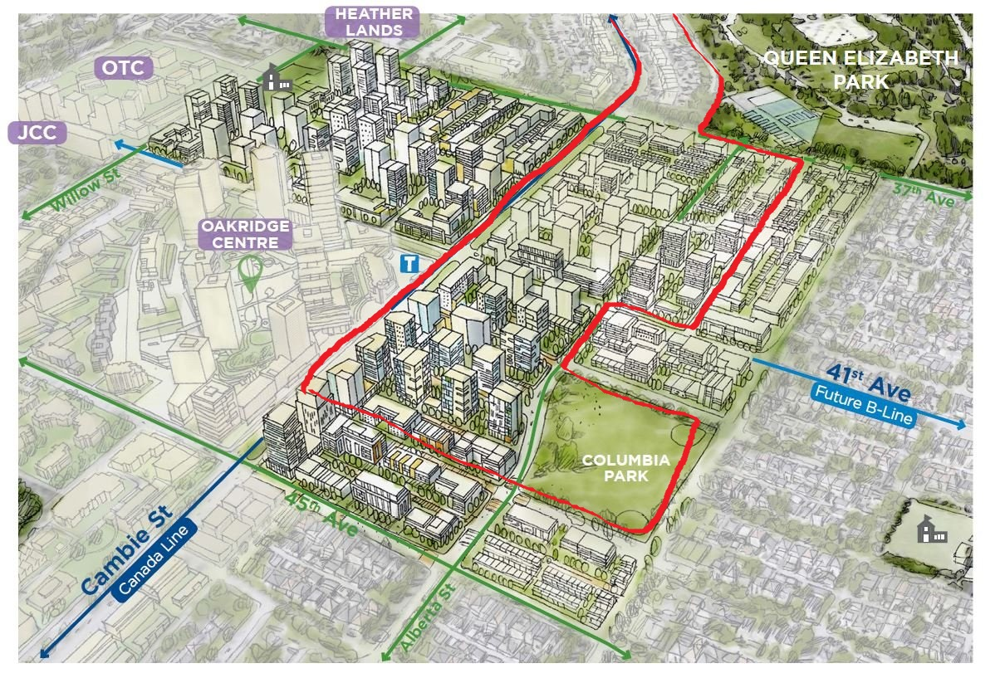 HEATHER
LANDS
OTC
QUEEN ELIZABETH
PARK
JCC
Willow St
37th Ave
OAKRIDGE
CENTRE
T
41st Ave
Future B-Line
COLUMBIA
PARK
45th Ave
Cambie St
Canada Line
Alberta St